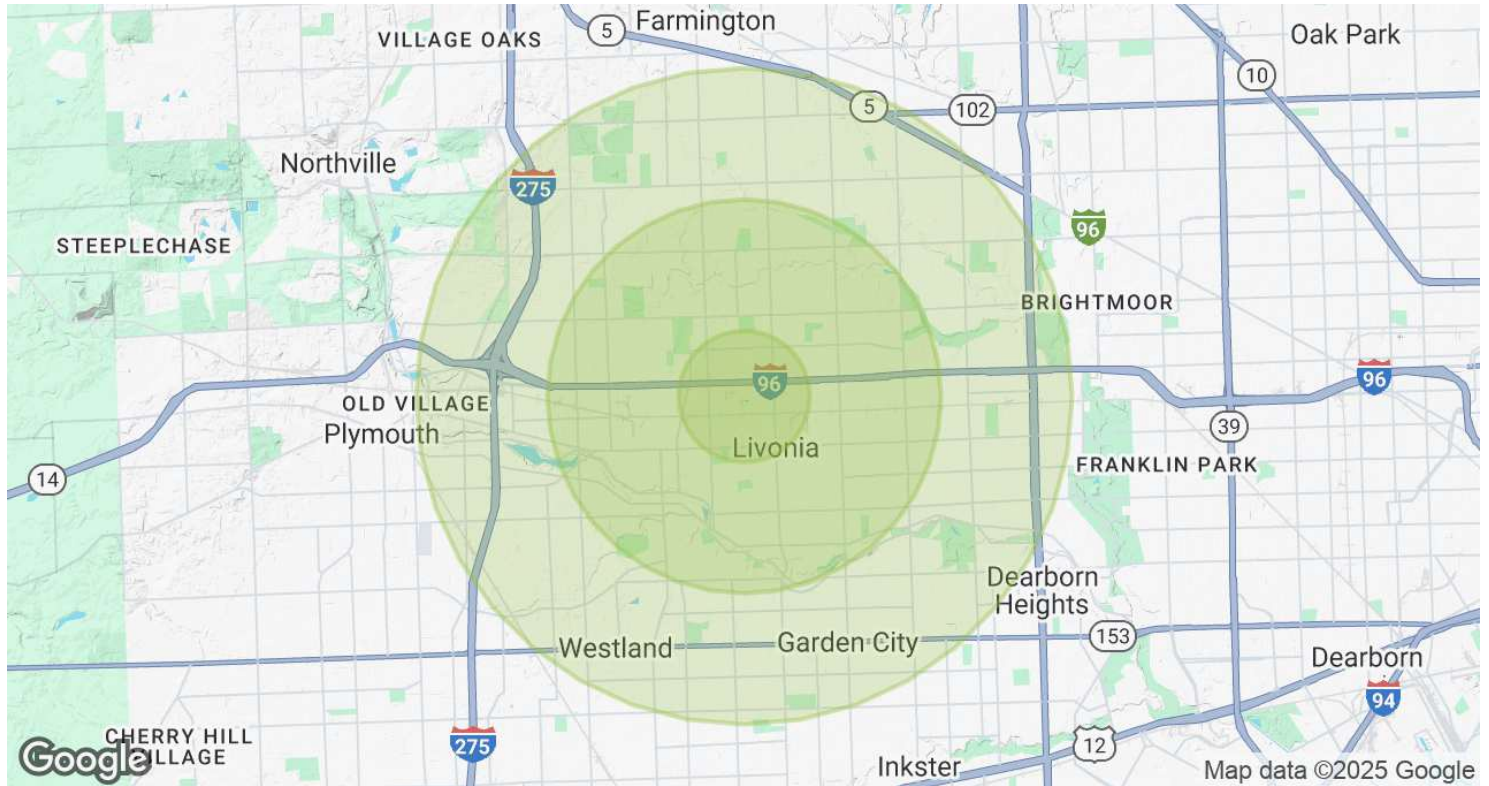 Farmington
5
VILLAGE OAKS
Oak Park
10
5
102
Northville
275
96
STEEPLECHASE
BRIGHTMOOR
96
96
OLD VILLAGE
Plymouth
39
Livonia
FRANKLIN PARK
14
Dearborn
Heights
153
Westland
Garden City
Dearborn
94
CHERRY HILL
VILLAGE
275
12
Inkster
Google
Map data ©2025 Google